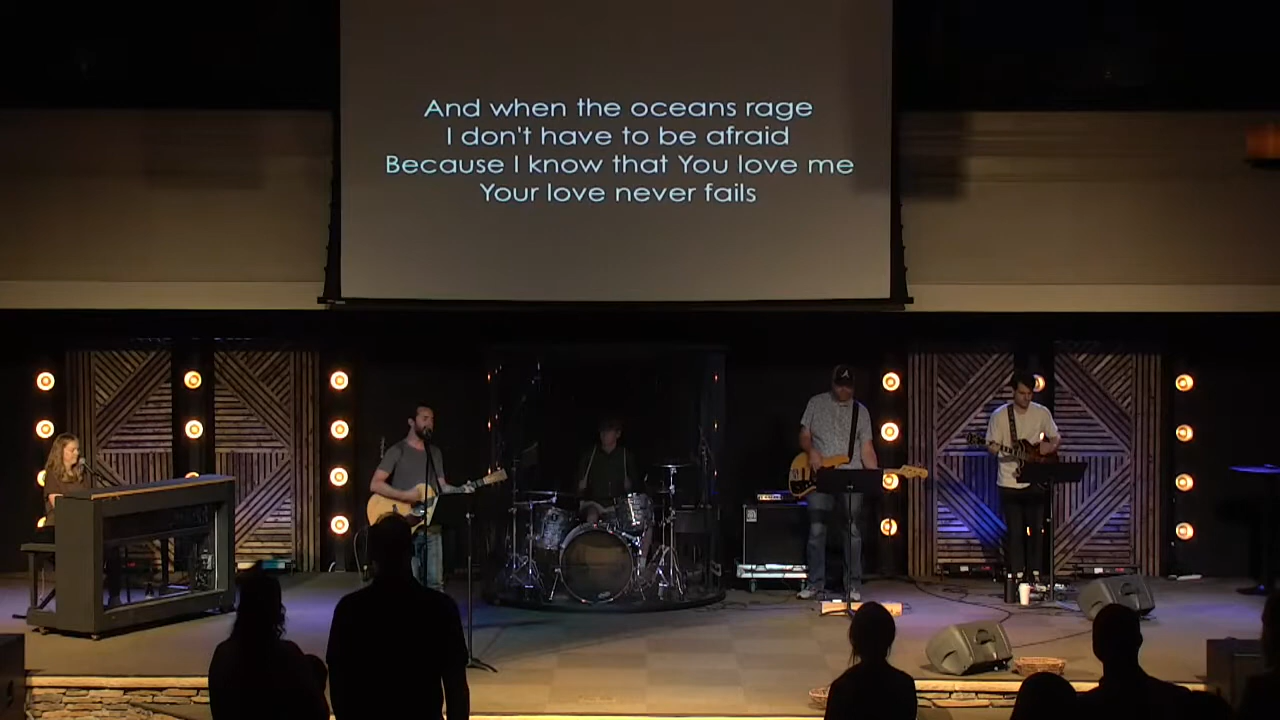 And when the oceans rage
I don't have to be afraid
Because I know that You love me
Your love never fails